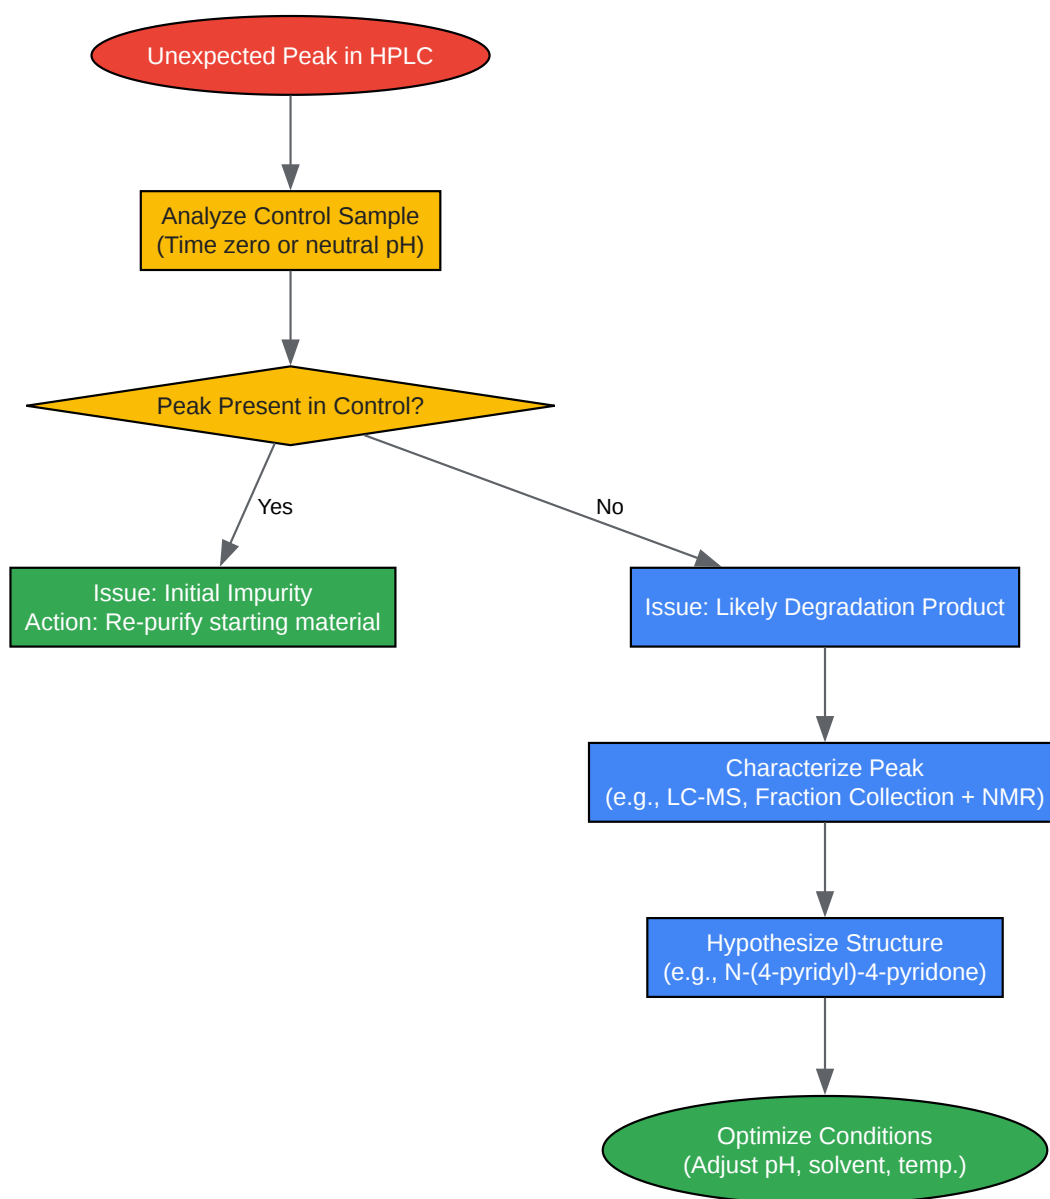 Unexpected Peak in HPLC
Analyze Control Sample
(Time zero or neutral pH)
Peak Present in Control?
Yes
No
Issue: Initial Impurity
Action: Re-purify starting material
Issue: Likely Degradation Product
Characterize Peak
(e.g., LC-MS, Fraction Collection + NMR)
Hypothesize Structure
(e.g., N-(4-pyridyl)-4-pyridone)
Optimize Conditions
(Adjust pH, solvent, temp.)